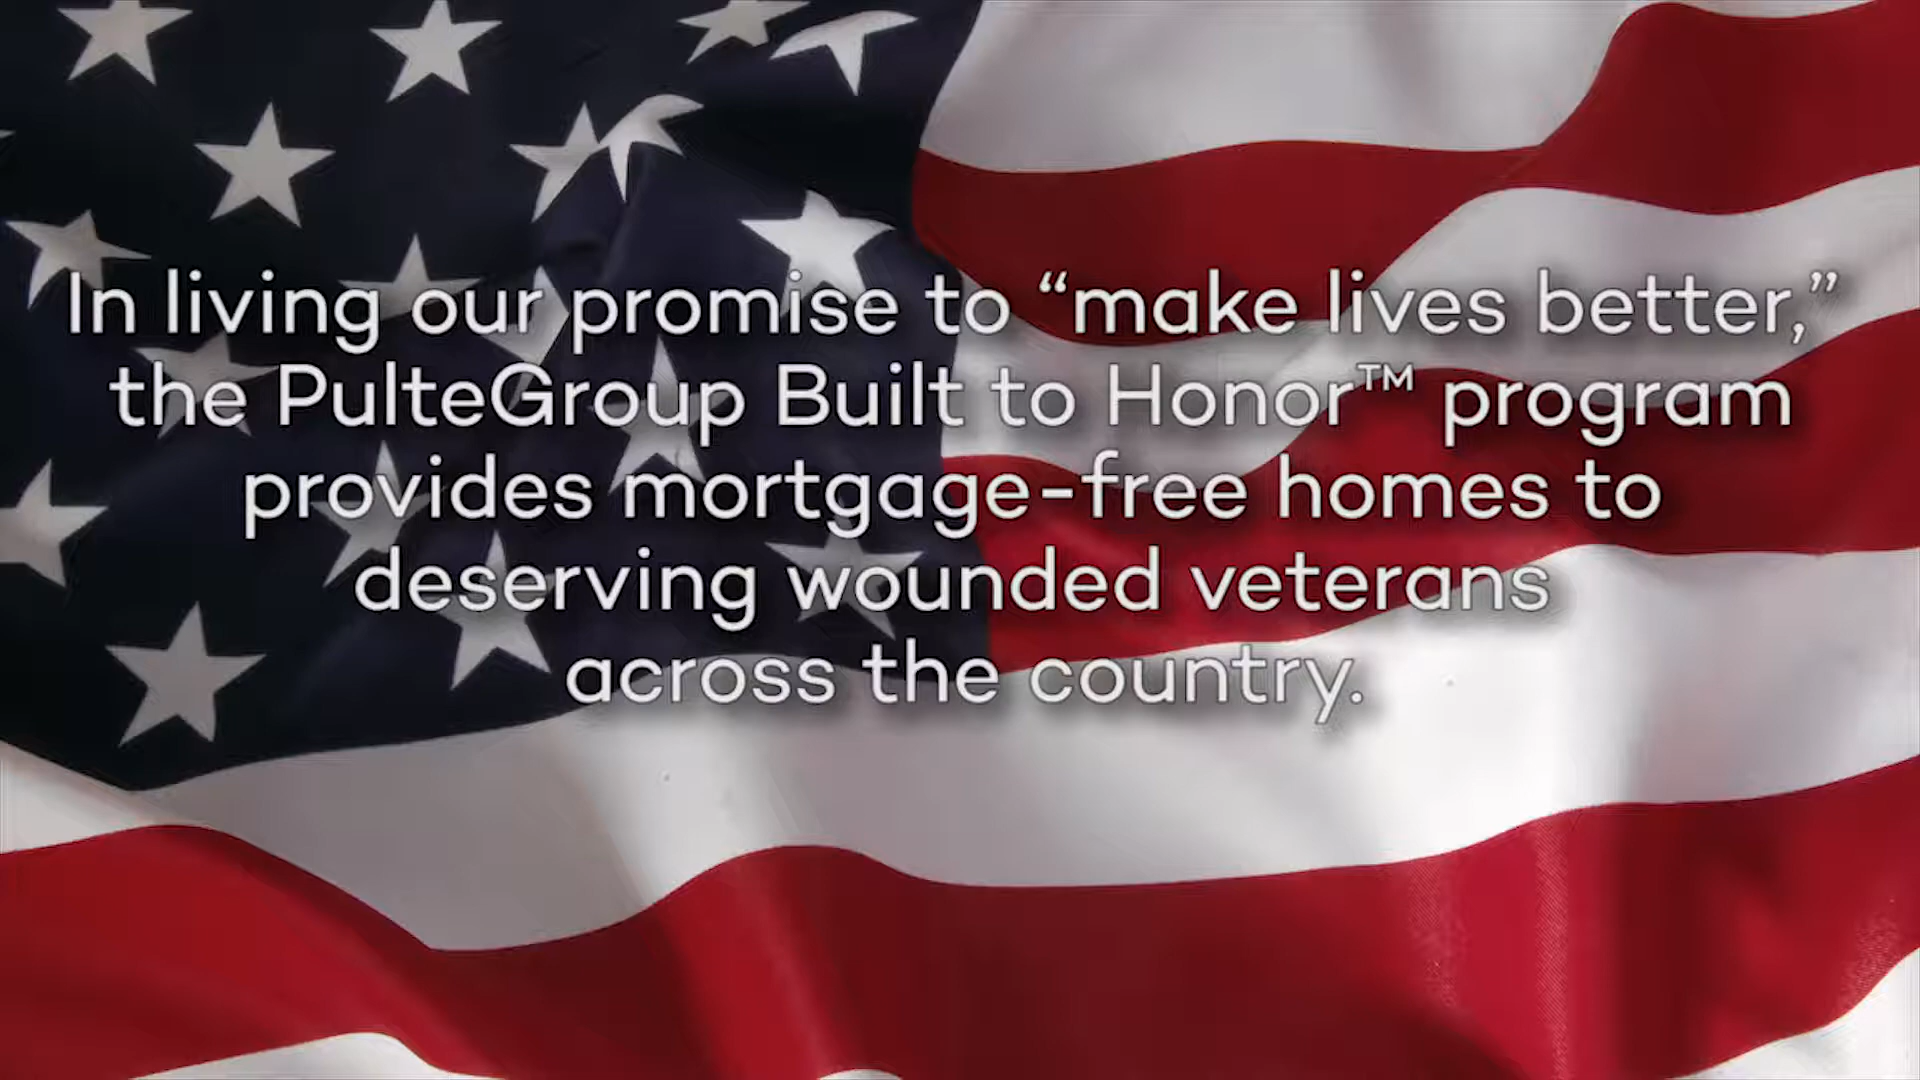 In living our promise to “make lives better,”
the PulteGroup Built to Honor™ program
provides mortgage-free homes to
deserving wounded veterans
across the country.